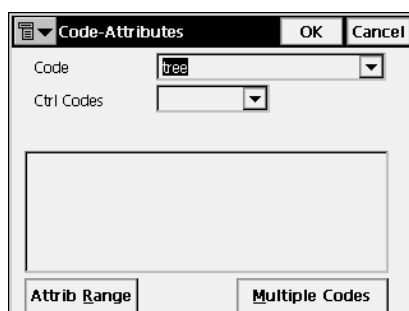 Code-Attributes OK Cancel
Code tree
Ctrl Codes
Attrib Range Multiple Codes